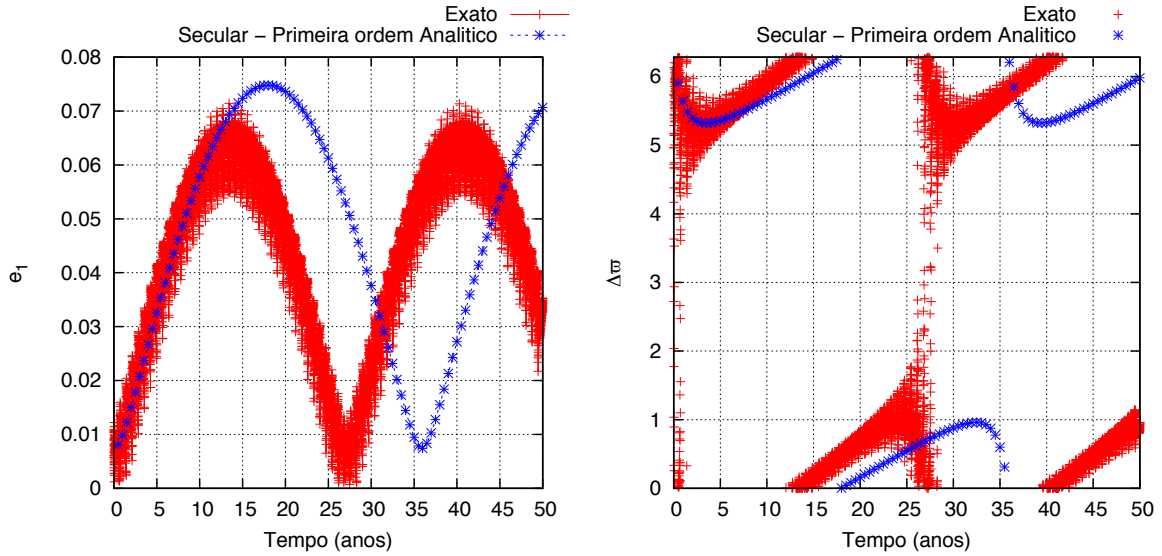 Exato
Secular – Primeira ordem Analitico
0.08
0.07
0.06
0.05
0.04
0.03
0.02
0.01
0
e1
0 5 10 15 20 25 30 35 40 45 50
Tempo (anos)
Exato
Secular – Primeira ordem Analitico
6
5
4
3
2
1
0
Δϖ
0 5 10 15 20 25 30 35 40 45 50
Tempo (anos)